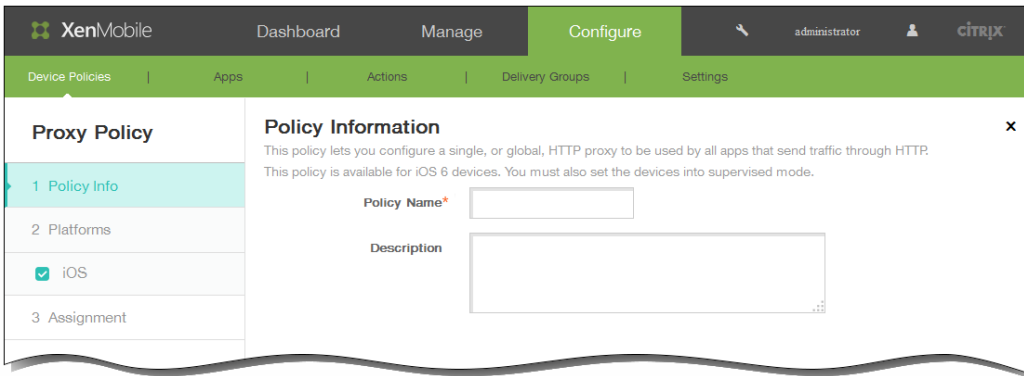 XenMobile Dashboard Manage Configure administrator CITRIX
Device Policies | Apps | Actions | Delivery Groups | Settings
Proxy Policy
1 Policy Info
2 Platforms
iOS
3 Assignment
Policy Information
This policy lets you configure a single, or global, HTTP proxy to be used by all apps that send traffic through HTTP.
This policy is available for iOS 6 devices. You must also set the devices into supervised mode.
Policy Name*
Description